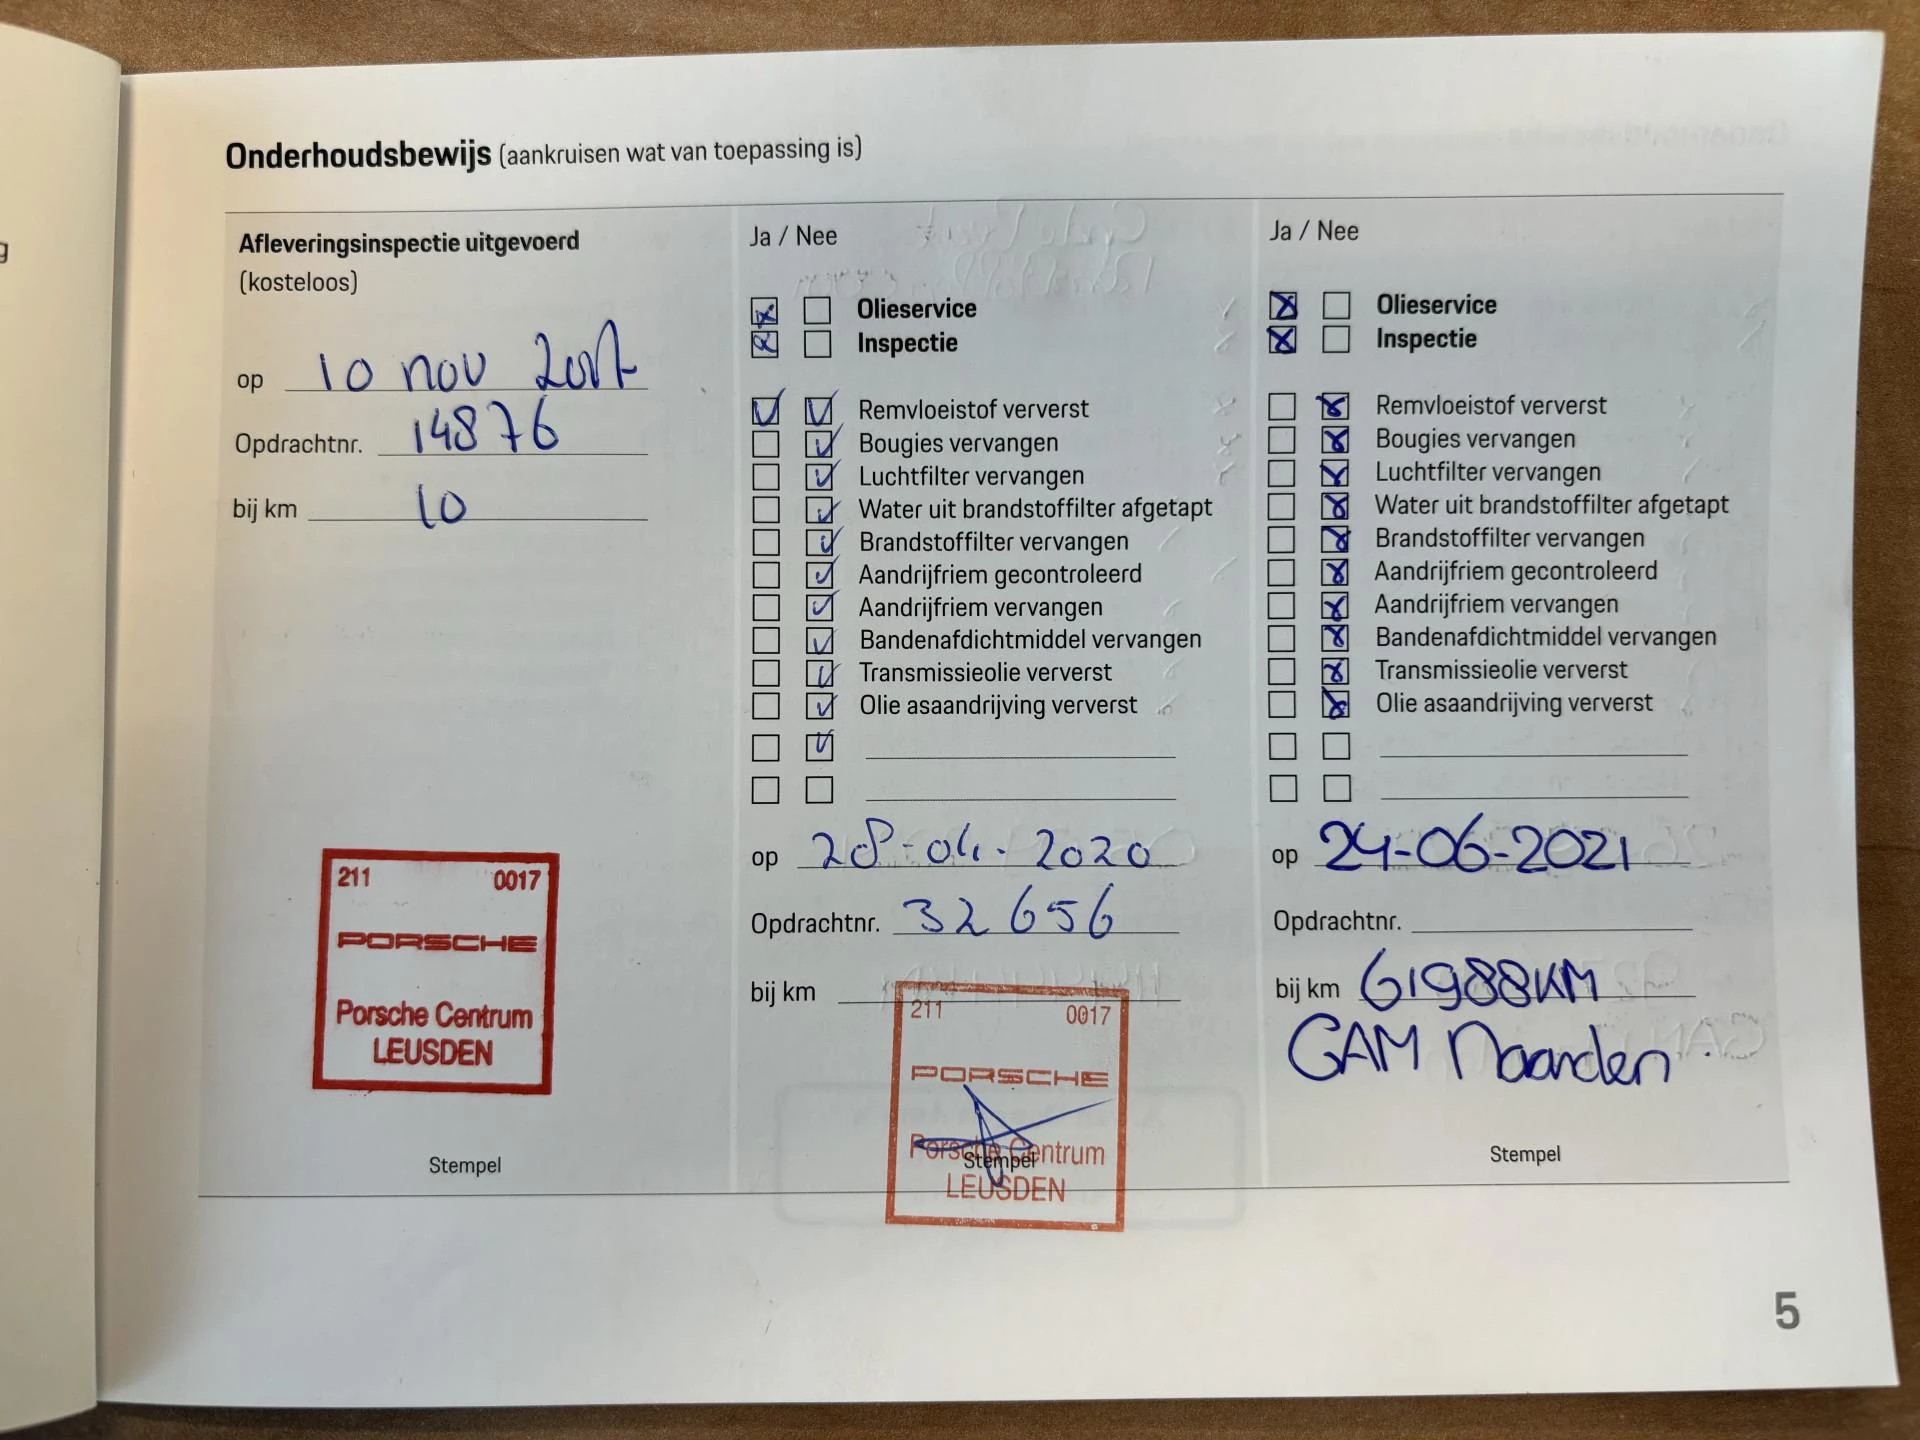 g
Onderhoudsbewijs (aankruisen wat van toepassing is)
Afleveringsinspectie uitgevoerd
(kosteloos)
op 10 nov 2017
Opdrachtnr. 14876
bij km 10
211 0017
PORSCHE
Porsche Centrum
LEUSDEN
Stempel
Ja / Nee
Olieservice
Inspectie
Remvloeistof ververst
Bougies vervangen
Luchtfilter vervangen
Water uit brandstoffilter afgetapt
Brandstoffilter vervangen
Aandrijfriem gecontroleerd
Aandrijfriem vervangen
Bandenafdichtmiddel vervangen
Transmissieolie ververst
Olie asaandrijving ververst
op 28-04-2020
Opdrachtnr. 32656
bij km
211 0017
PORSCHE
Porsche Centrum
Stempel
LEUSDEN
Ja / Nee
Olieservice
Inspectie
Remvloeistof ververst
Bougies vervangen
Luchtfilter vervangen
Water uit brandstoffilter afgetapt
Brandstoffilter vervangen
Aandrijfriem gecontroleerd
Aandrijfriem vervangen
Bandenafdichtmiddel vervangen
Transmissieolie ververst
Olie asaandrijving ververst
op 24-06-2021
Opdrachtnr.
bij km 61988KM
GAM Naarden
Stempel
5